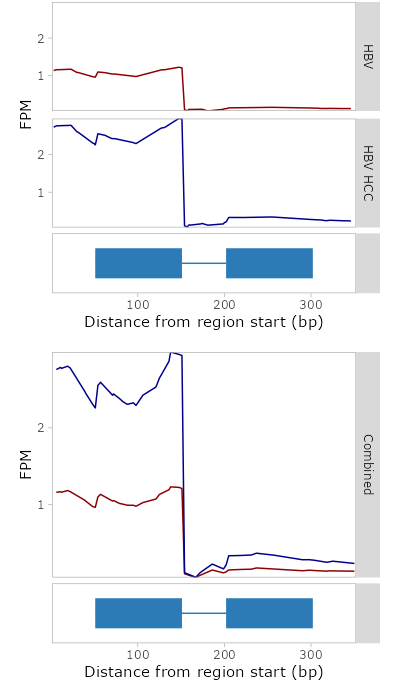 2
1
HBV
FPM
2
1
HBV HCC
100 200 300
Distance from region start (bp)
2
1
FPM
Combined
100 200 300
Distance from region start (bp)